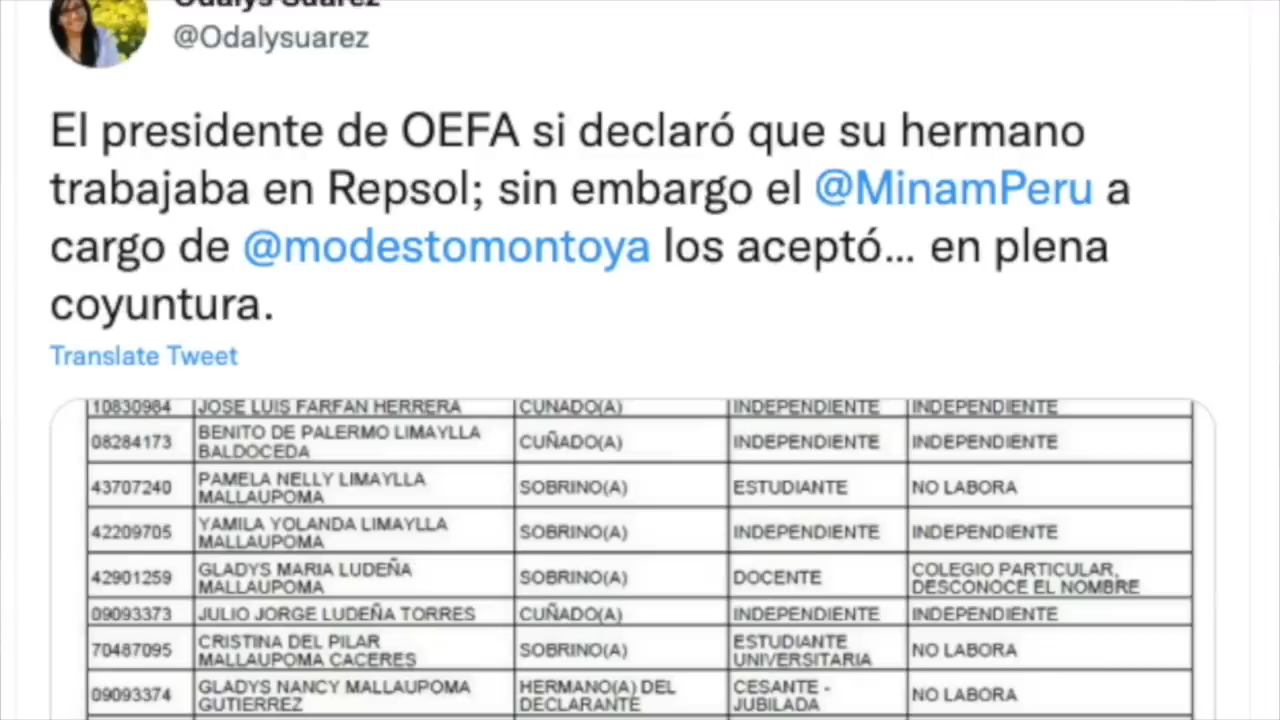 Odalys Suarez
@Odalysuarez
El presidente de OEFA si declaró que su hermano
trabajaba en Repsol; sin embargo el @MinamPeru a
cargo de @modestomontoya los aceptó... en plena
coyuntura.
Translate Tweet
10830984 JOSE LUIS FARFAN HERRERA CUÑADO(A) INDEPENDIENTE INDEPENDIENTE
08284173 BENITO DE PALERMO LIMAYLLA BALDOCEDA CUÑADO(A) INDEPENDIENTE INDEPENDIENTE
43707240 PAMELA NELLY LIMAYLLA MALLAUPOMA SOBRINO(A) ESTUDIANTE NO LABORA
42209705 YAMILA YOLANDA LIMAYLLA MALLAUPOMA SOBRINO(A) INDEPENDIENTE INDEPENDIENTE
42901259 GLADYS MARIA LUDEÑA MALLAUPOMA SOBRINO(A) DOCENTE COLEGIO PARTICULAR, DESCONOCE EL NOMBRE
09093373 JULIO JORGE LUDEÑA TORRES CUÑADO(A) INDEPENDIENTE INDEPENDIENTE
70487095 CRISTINA DEL PILAR MALLAUPOMA CACERES SOBRINO(A) ESTUDIANTE UNIVERSITARIA NO LABORA
09093374 GLADYS NANCY MALLAUPOMA GUTIERREZ HERMANO(A) DEL DECLARANTE CESANTE - JUBILADA NO LABORA